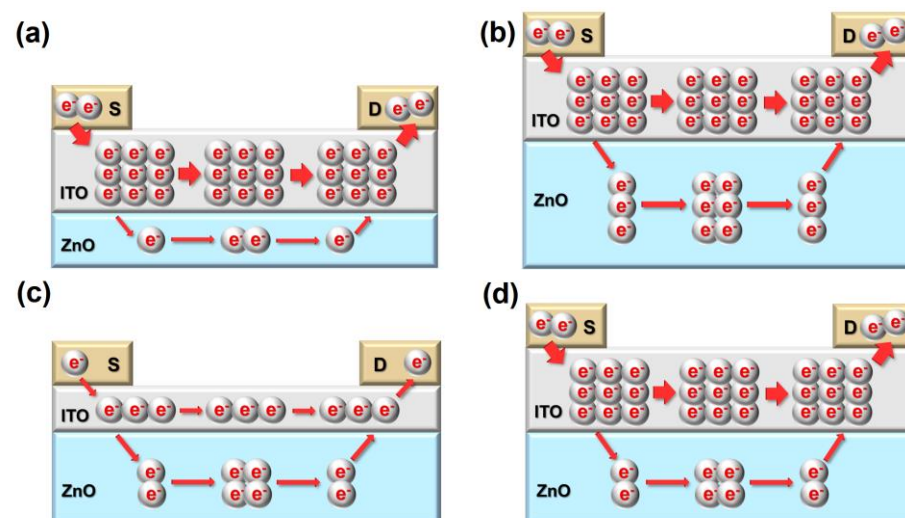 (a)
e⁻ e⁻ S D e⁻ e⁻
e⁻ e⁻ e⁻ e⁻ e⁻ e⁻ e⁻ e⁻ e⁻
e⁻ e⁻ e⁻ e⁻ e⁻ e⁻ e⁻ e⁻ e⁻
ITO e⁻ e⁻ e⁻ e⁻ e⁻ e⁻ e⁻ e⁻ e⁻
ZnO e⁻ e⁻ e⁻ e⁻
(b)
e⁻ e⁻ S D e⁻ e⁻
e⁻ e⁻ e⁻ e⁻ e⁻ e⁻ e⁻ e⁻ e⁻
e⁻ e⁻ e⁻ e⁻ e⁻ e⁻ e⁻ e⁻ e⁻
ITO e⁻ e⁻ e⁻ e⁻ e⁻ e⁻ e⁻ e⁻ e⁻
e⁻ e⁻ e⁻ e⁻
ZnO e⁻ e⁻ e⁻ e⁻
e⁻ e⁻ e⁻ e⁻
(c)
e⁻ S D e⁻
ITO e⁻ e⁻ e⁻ e⁻ e⁻ e⁻ e⁻ e⁻ e⁻
e⁻ e⁻ e⁻ e⁻
ZnO e⁻ e⁻ e⁻ e⁻
(d)
e⁻ e⁻ S D e⁻ e⁻
e⁻ e⁻ e⁻ e⁻ e⁻ e⁻ e⁻ e⁻ e⁻
e⁻ e⁻ e⁻ e⁻ e⁻ e⁻ e⁻ e⁻ e⁻
ITO e⁻ e⁻ e⁻ e⁻ e⁻ e⁻ e⁻ e⁻ e⁻
e⁻ e⁻ e⁻ e⁻
ZnO e⁻ e⁻ e⁻ e⁻